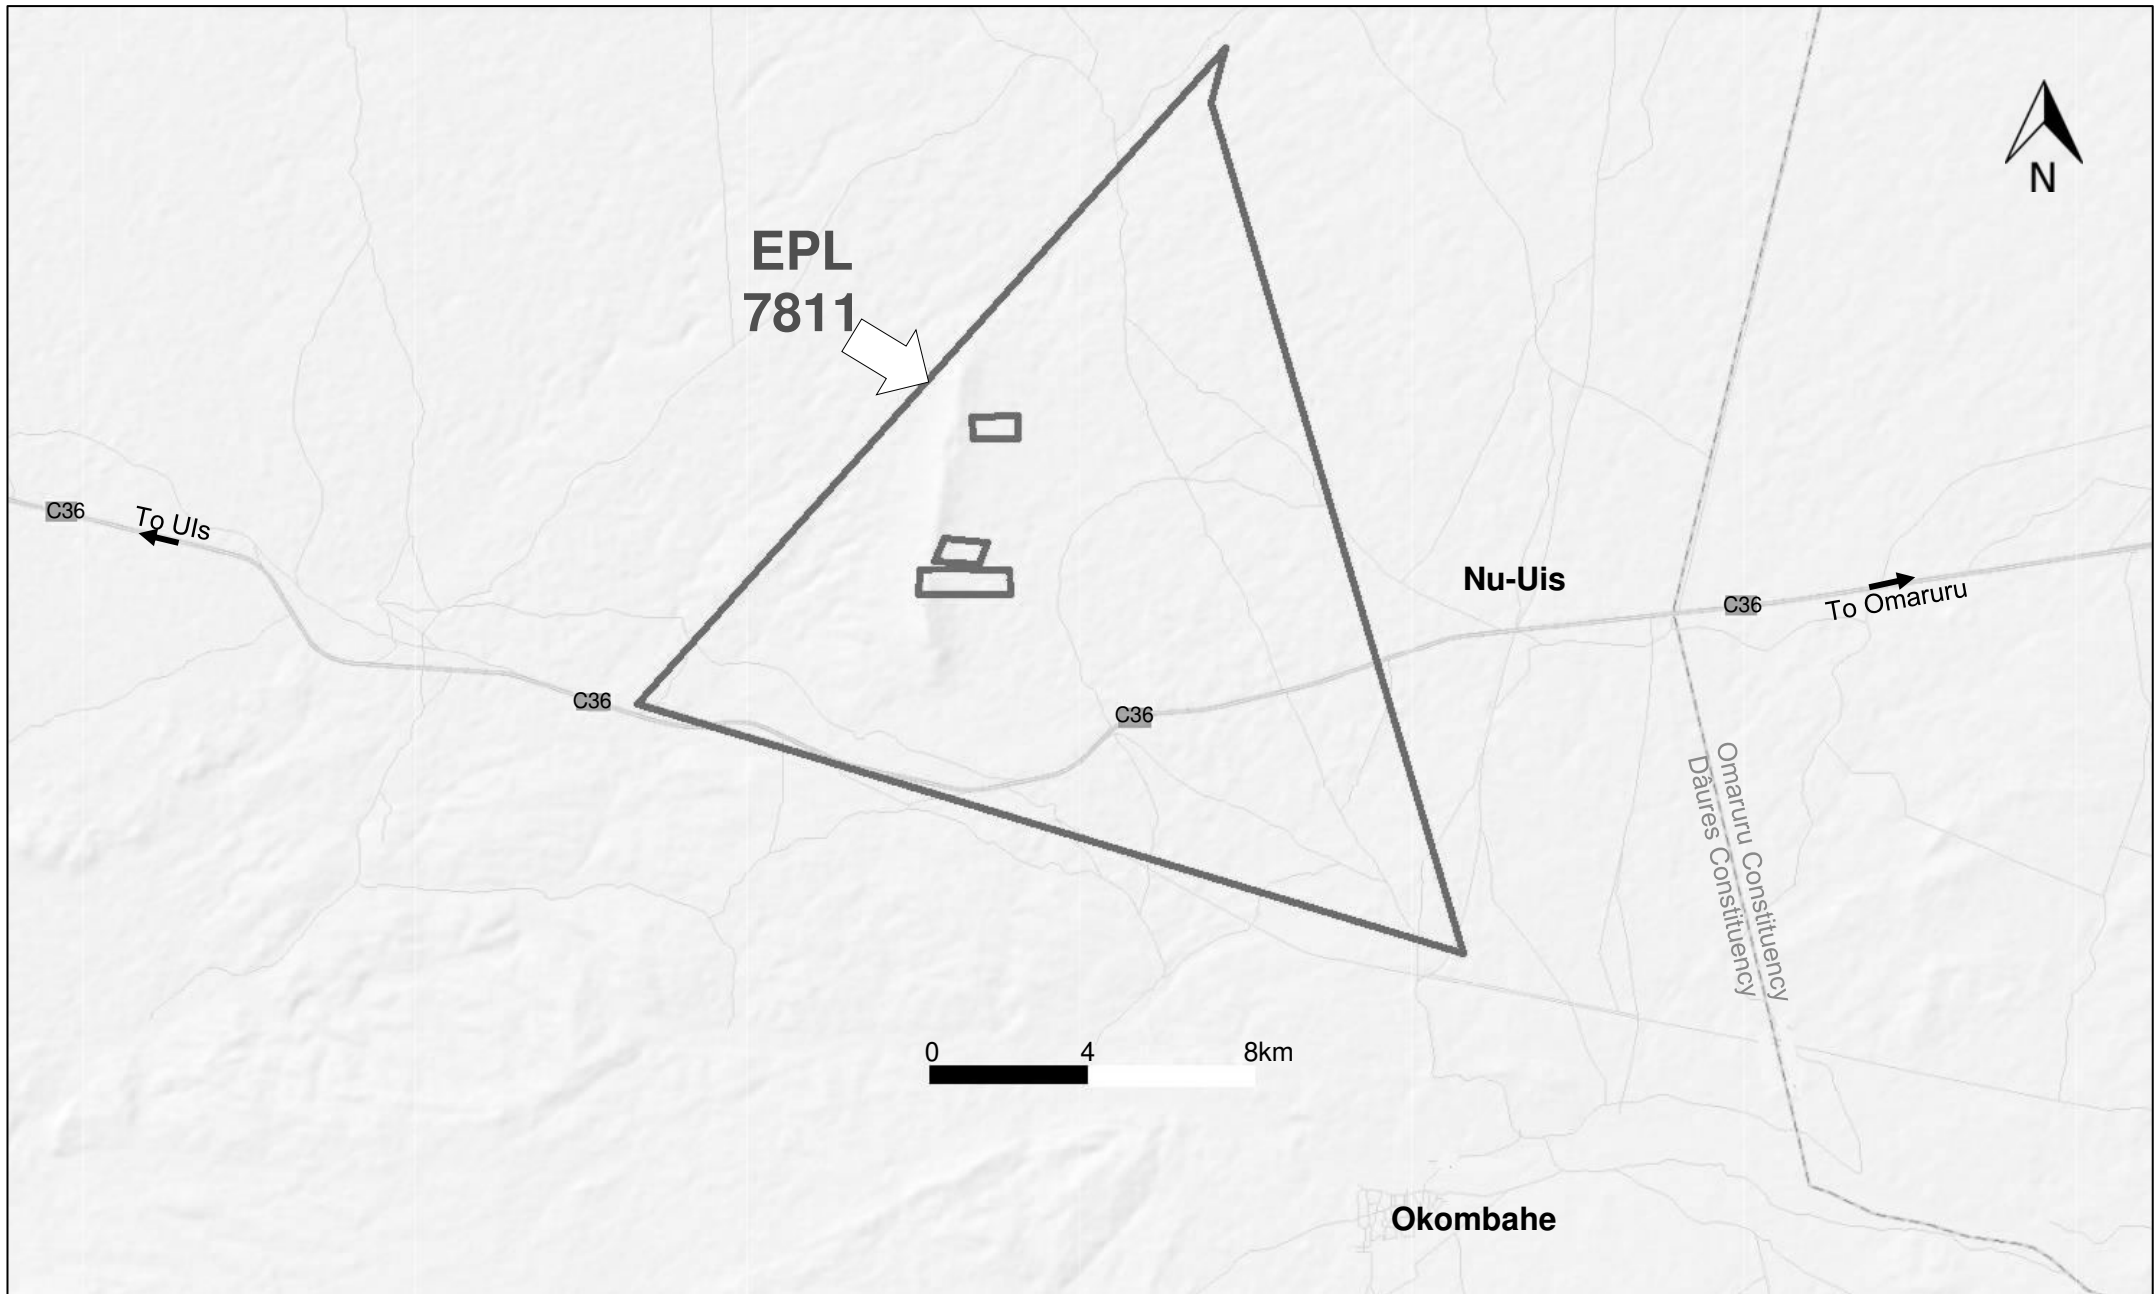 N
EPL
7811
C36
To UIs
Nu-Uis
C36
To Omaruru
C36
C36
Omaruru Constituency
Dâures Constituency
0 4 8km
Okombahe